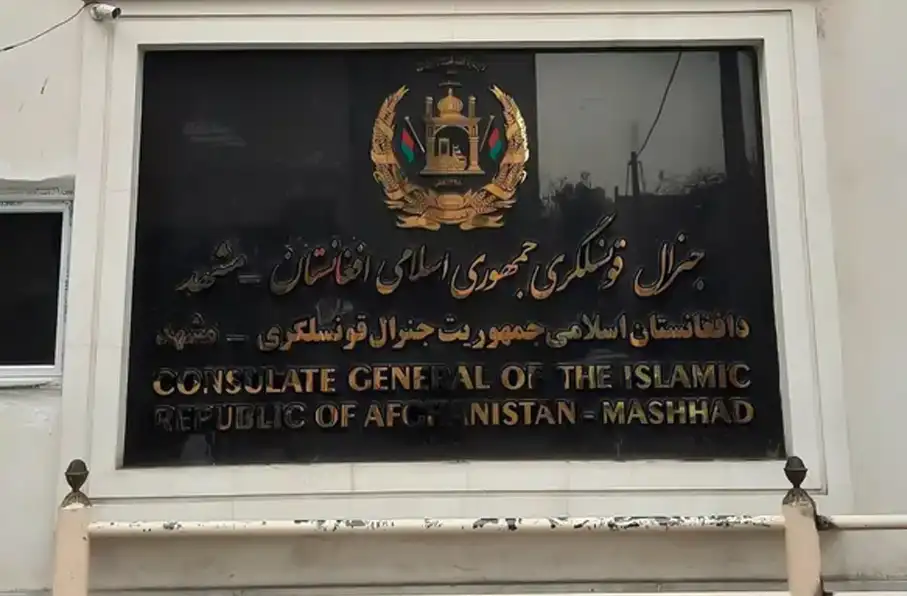 جنرال قونسلگری جمهوری اسلامی افغانستان - مشهد
دافغانستان اسلامی جمهوریت جنرال قونسلکری - مشهد
CONSULATE GENERAL OF THE ISLAMIC
REPUBLIC OF AFGHANISTAN - MASHHAD